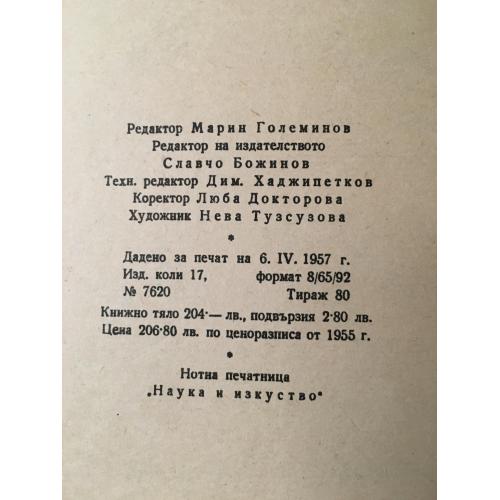 Редактор Марин Големинов
Редактор на издателството
Славчо Божинов
Техн. редактор Дим. Хаджипетков
Коректор Люба Докторова
Художник Нева Тузсузова
*
Дадено за печат на 6. IV. 1957 г.
Изд. коли 17, формат 8/65/92
№ 7620 Тираж 80
Книжно тяло 204·— лв., подвързия 2·80 лв.
Цена 206·80 лв. по ценоразписа от 1955 г.
*
Нотна печатница
„Наука и изкуство“